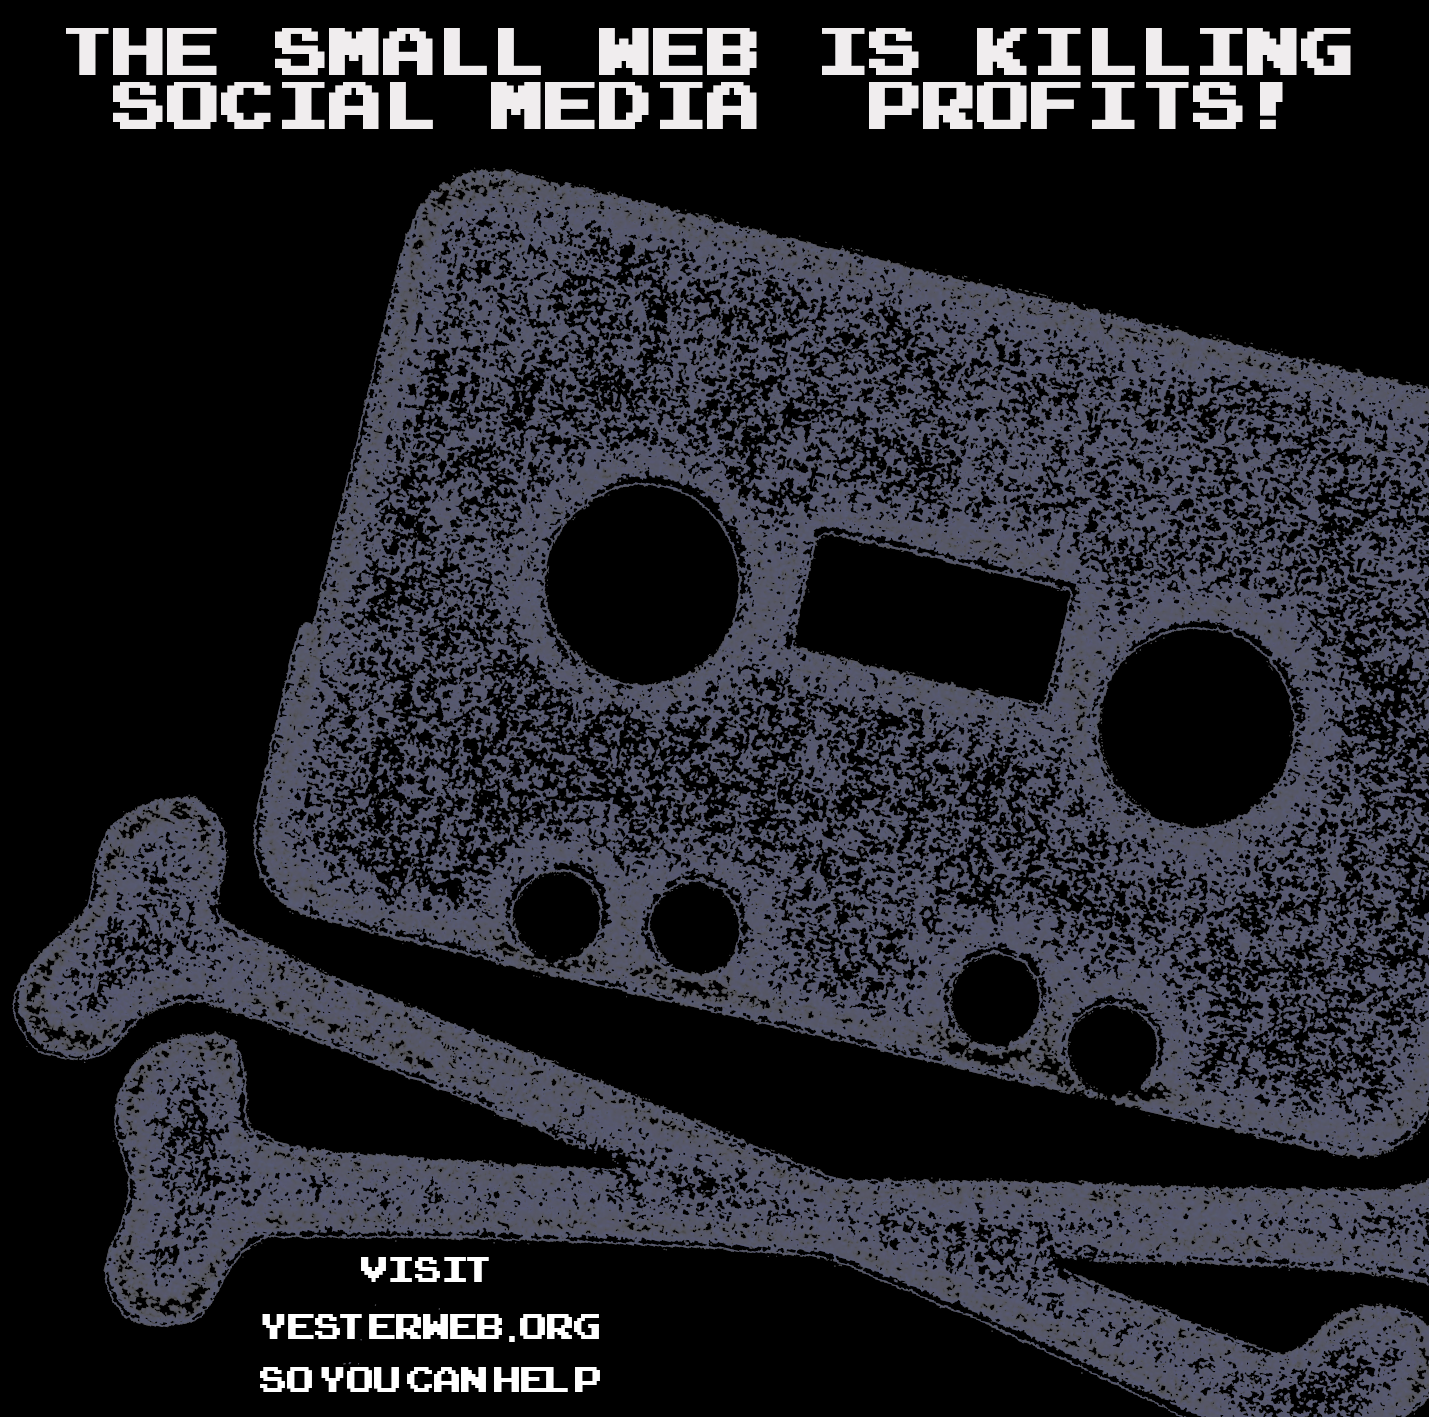 THE SMALL WEB IS KILLING
SOCIAL MEDIA PROFITS!
VISIT
YESTERWEB.ORG
SO YOU CAN HELP